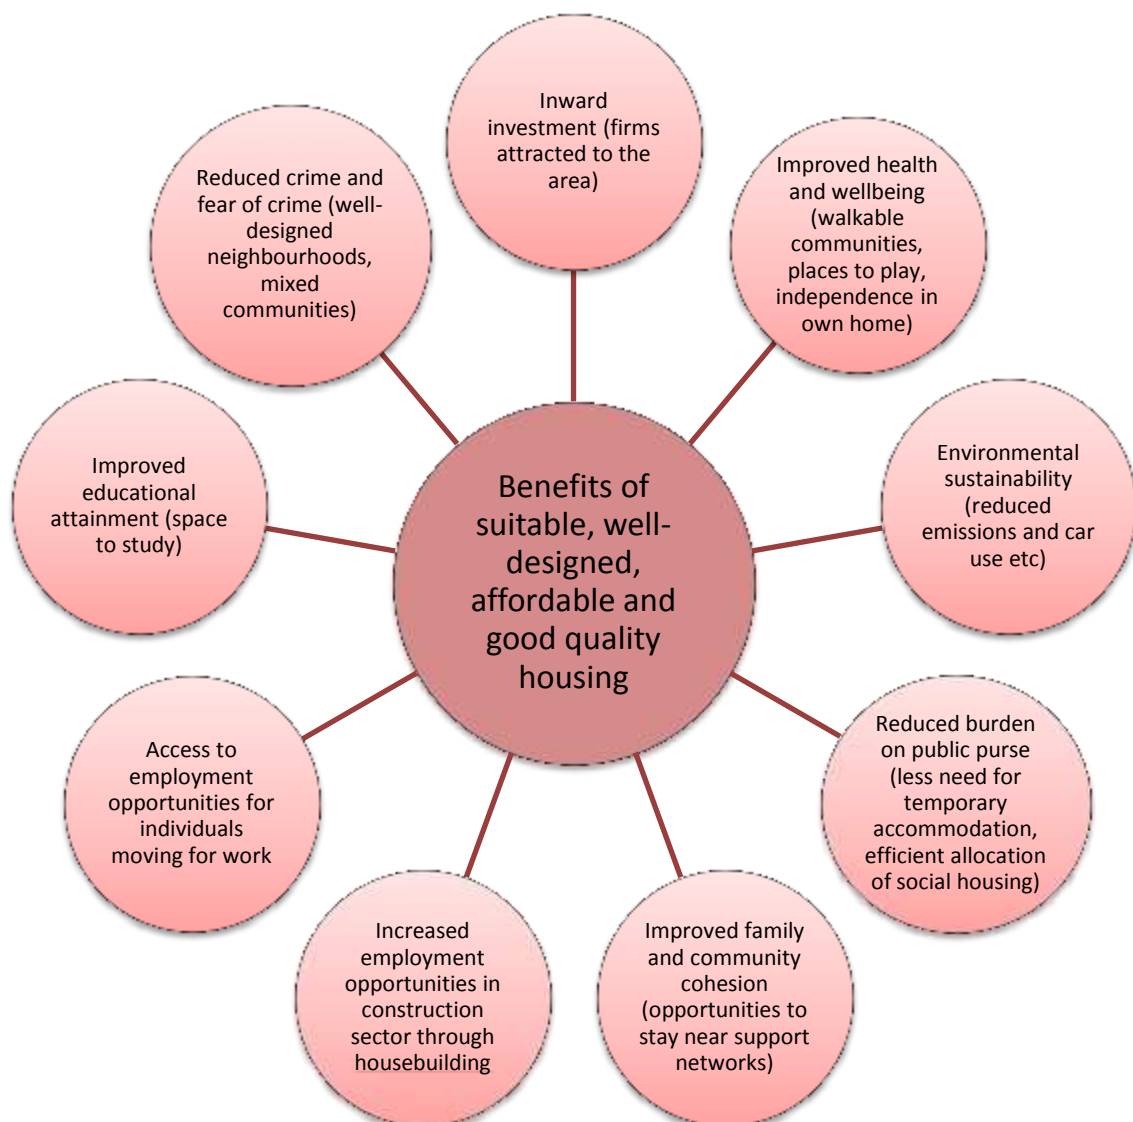 Inward
investment (firms
attracted to the
area)
Improved health
and wellbeing
(walkable
communities,
places to play,
independence in
own home)
Environmental
sustainability
(reduced
emissions and car
use etc)
Reduced burden
on public purse
(less need for
temporary
accommodation,
efficient allocation
of social housing)
Improved family
and community
cohesion
(opportunities to
stay near support
networks)
Increased
employment
opportunities in
construction
sector through
housebuilding
Access to
employment
opportunities for
individuals
moving for work
Improved
educational
attainment (space
to study)
Reduced crime and
fear of crime (well-
designed
neighbourhoods,
mixed
communities)
Benefits of
suitable, well-
designed,
affordable and
good quality
housing